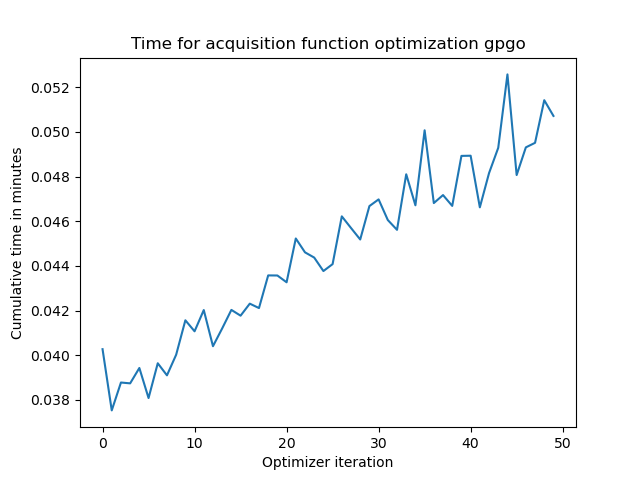 Time for acquisition function optimization gpgo
0.052
0.050
0.048
0.046
0.044
0.042
0.040
0.038
Cumulative time in minutes
0 10 20 30 40 50
Optimizer iteration